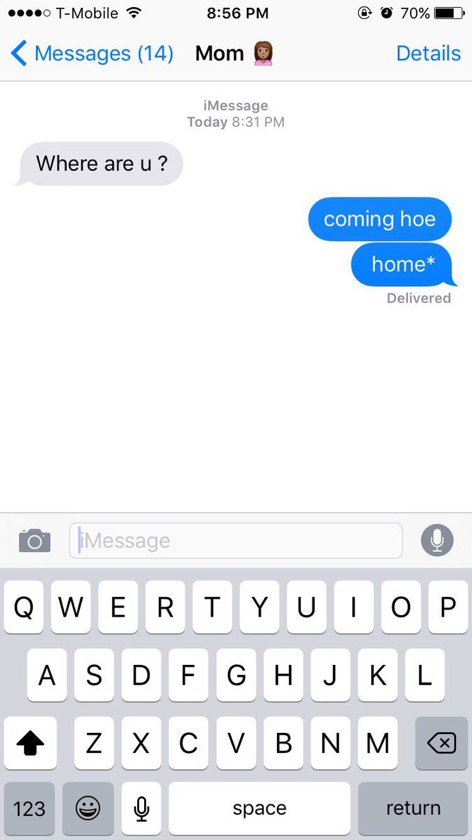 ●●●●○ T-Mobile 8:56 PM 70%
Messages (14) Mom 💁🏽 Details
iMessage
Today 8:31 PM
Where are u ?
coming hoe
home*
Delivered
iMessage
Q W E R T Y U I O P
A S D F G H J K L
Z X C V B N M
123 space return